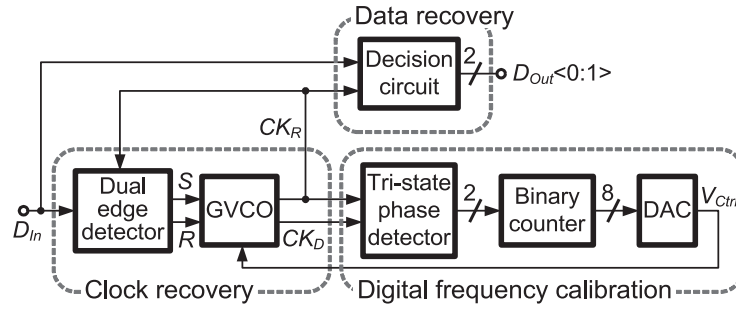 Data recovery
Decision
circuit
2
D_Out<0:1>
CK_R
D_In
Dual
edge
detector
S
R
GVCO
CK_D
Tri-state
phase
detector
2
Binary
counter
8
DAC
V_Ctrl
Clock recovery
Digital frequency calibration